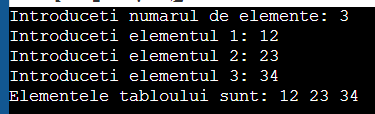 Introduceti numarul de elemente: 3
Introduceti elementul 1: 12
Introduceti elementul 2: 23
Introduceti elementul 3: 34
Elementele tabloului sunt: 12 23 34